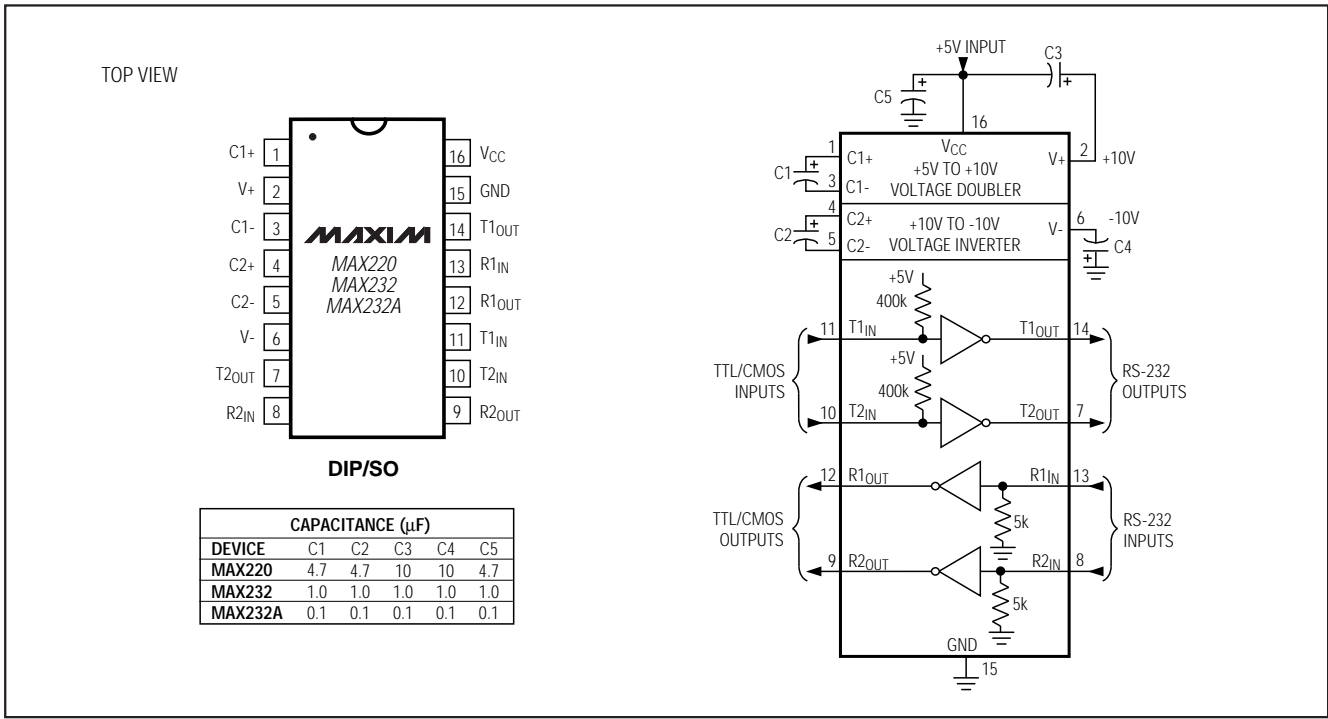 TOP VIEW
C1+ 1
V+ 2
C1- 3
C2+ 4
C2- 5
V- 6
T2OUT 7
R2IN 8
16 VCC
15 GND
14 T1OUT
13 R1IN
12 R1OUT
11 T1IN
10 T2IN
9 R2OUT
MAXIM
MAX220
MAX232
MAX232A
DIP/SO
CAPACITANCE (µF)
DEVICE C1 C2 C3 C4 C5
MAX220 4.7 4.7 10 10 4.7
MAX232 1.0 1.0 1.0 1.0 1.0
MAX232A 0.1 0.1 0.1 0.1 0.1
+5V INPUT
C3
+
C5
+
16
VCC
+5V TO +10V
VOLTAGE DOUBLER
1
C1+
C1
+
3
C1-
V+
2
+10V
4
C2+
C2
+
5
C2-
+10V TO -10V
VOLTAGE INVERTER
V-
6
-10V
C4
+
+5V
400k
11 T1IN
T1OUT 14
+5V
400k
10 T2IN
T2OUT 7
TTL/CMOS
INPUTS
RS-232
OUTPUTS
12 R1OUT
R1IN 13
5k
9 R2OUT
R2IN 8
5k
TTL/CMOS
OUTPUTS
RS-232
INPUTS
GND
15